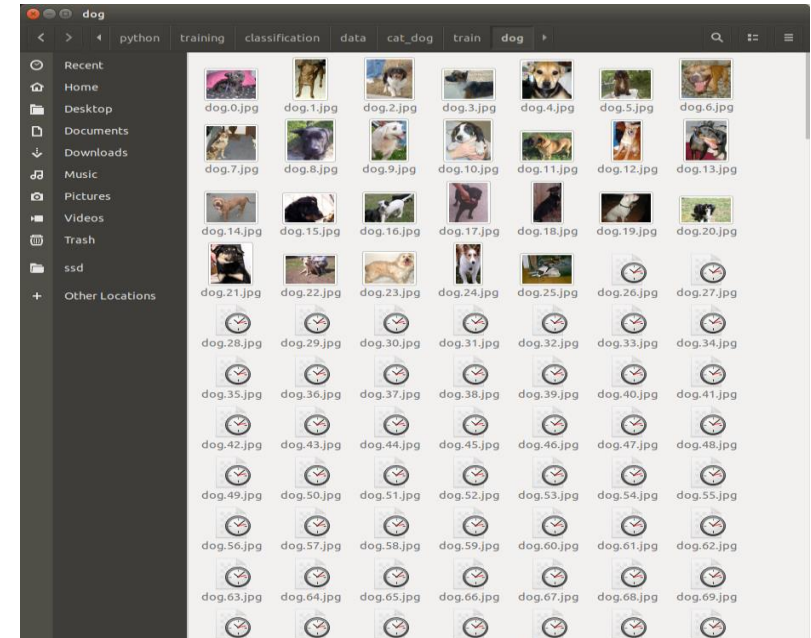 dog
python training classification data cat_dog train dog
Recent
Home
Desktop
Documents
Downloads
Music
Pictures
Videos
Trash
ssd
Other Locations
dog.0.jpg dog.1.jpg dog.2.jpg dog.3.jpg dog.4.jpg dog.5.jpg dog.6.jpg
dog.7.jpg dog.8.jpg dog.9.jpg dog.10.jpg dog.11.jpg dog.12.jpg dog.13.jpg
dog.14.jpg dog.15.jpg dog.16.jpg dog.17.jpg dog.18.jpg dog.19.jpg dog.20.jpg
dog.21.jpg dog.22.jpg dog.23.jpg dog.24.jpg dog.25.jpg dog.26.jpg dog.27.jpg
dog.28.jpg dog.29.jpg dog.30.jpg dog.31.jpg dog.32.jpg dog.33.jpg dog.34.jpg
dog.35.jpg dog.36.jpg dog.37.jpg dog.38.jpg dog.39.jpg dog.40.jpg dog.41.jpg
dog.42.jpg dog.43.jpg dog.44.jpg dog.45.jpg dog.46.jpg dog.47.jpg dog.48.jpg
dog.49.jpg dog.50.jpg dog.51.jpg dog.52.jpg dog.53.jpg dog.54.jpg dog.55.jpg
dog.56.jpg dog.57.jpg dog.58.jpg dog.59.jpg dog.60.jpg dog.61.jpg dog.62.jpg
dog.63.jpg dog.64.jpg dog.65.jpg dog.66.jpg dog.67.jpg dog.68.jpg dog.69.jpg